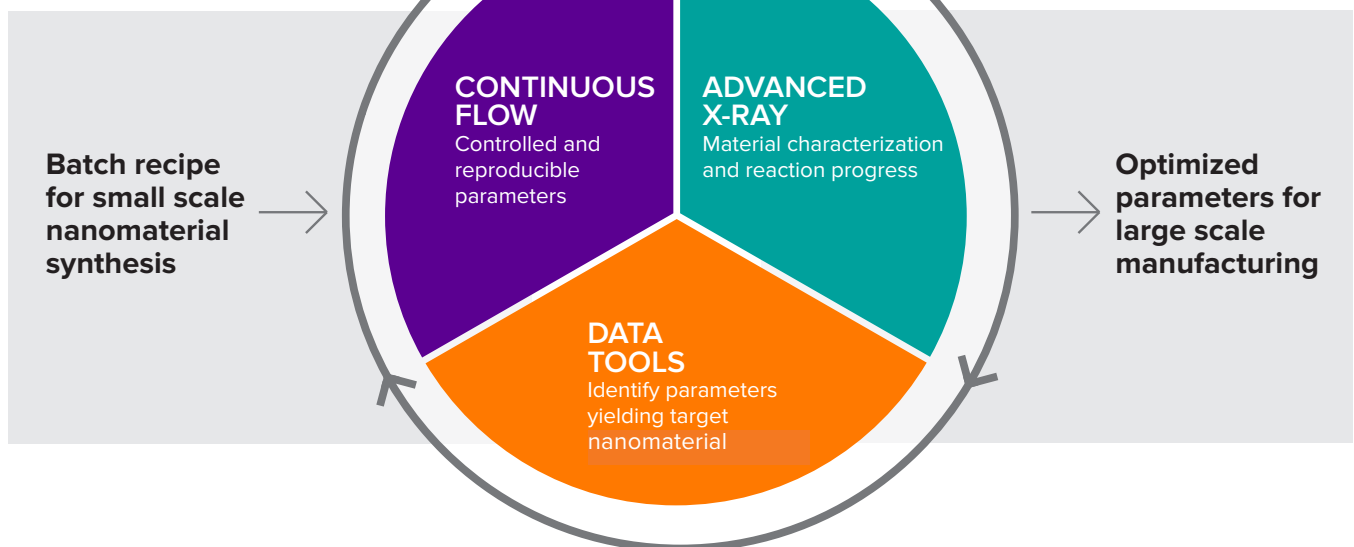 Batch recipe
for small scale
nanomaterial
synthesis
CONTINUOUS
FLOW
Controlled and
reproducible
parameters
ADVANCED
X-RAY
Material characterization
and reaction progress
DATA
TOOLS
Identify parameters
yielding target
nanomaterial
Optimized
parameters for
large scale
manufacturing